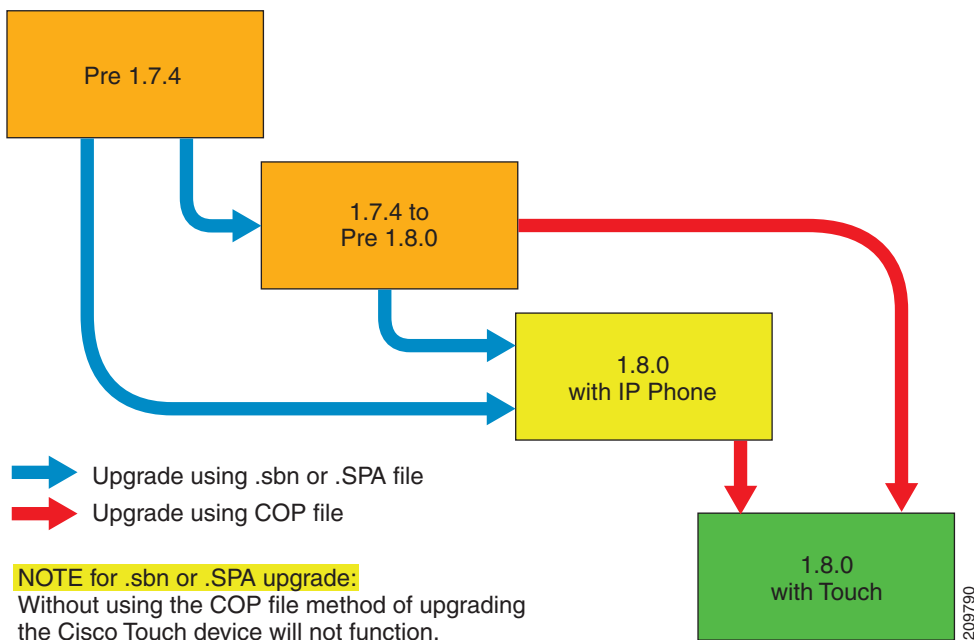 Pre 1.7.4
1.7.4 to
Pre 1.8.0
1.8.0
with IP Phone
Upgrade using .sbn or .SPA file
Upgrade using COP file
1.8.0
with Touch
NOTE for .sbn or .SPA upgrade:
Without using the COP file method of upgrading
the Cisco Touch device will not function.
209790